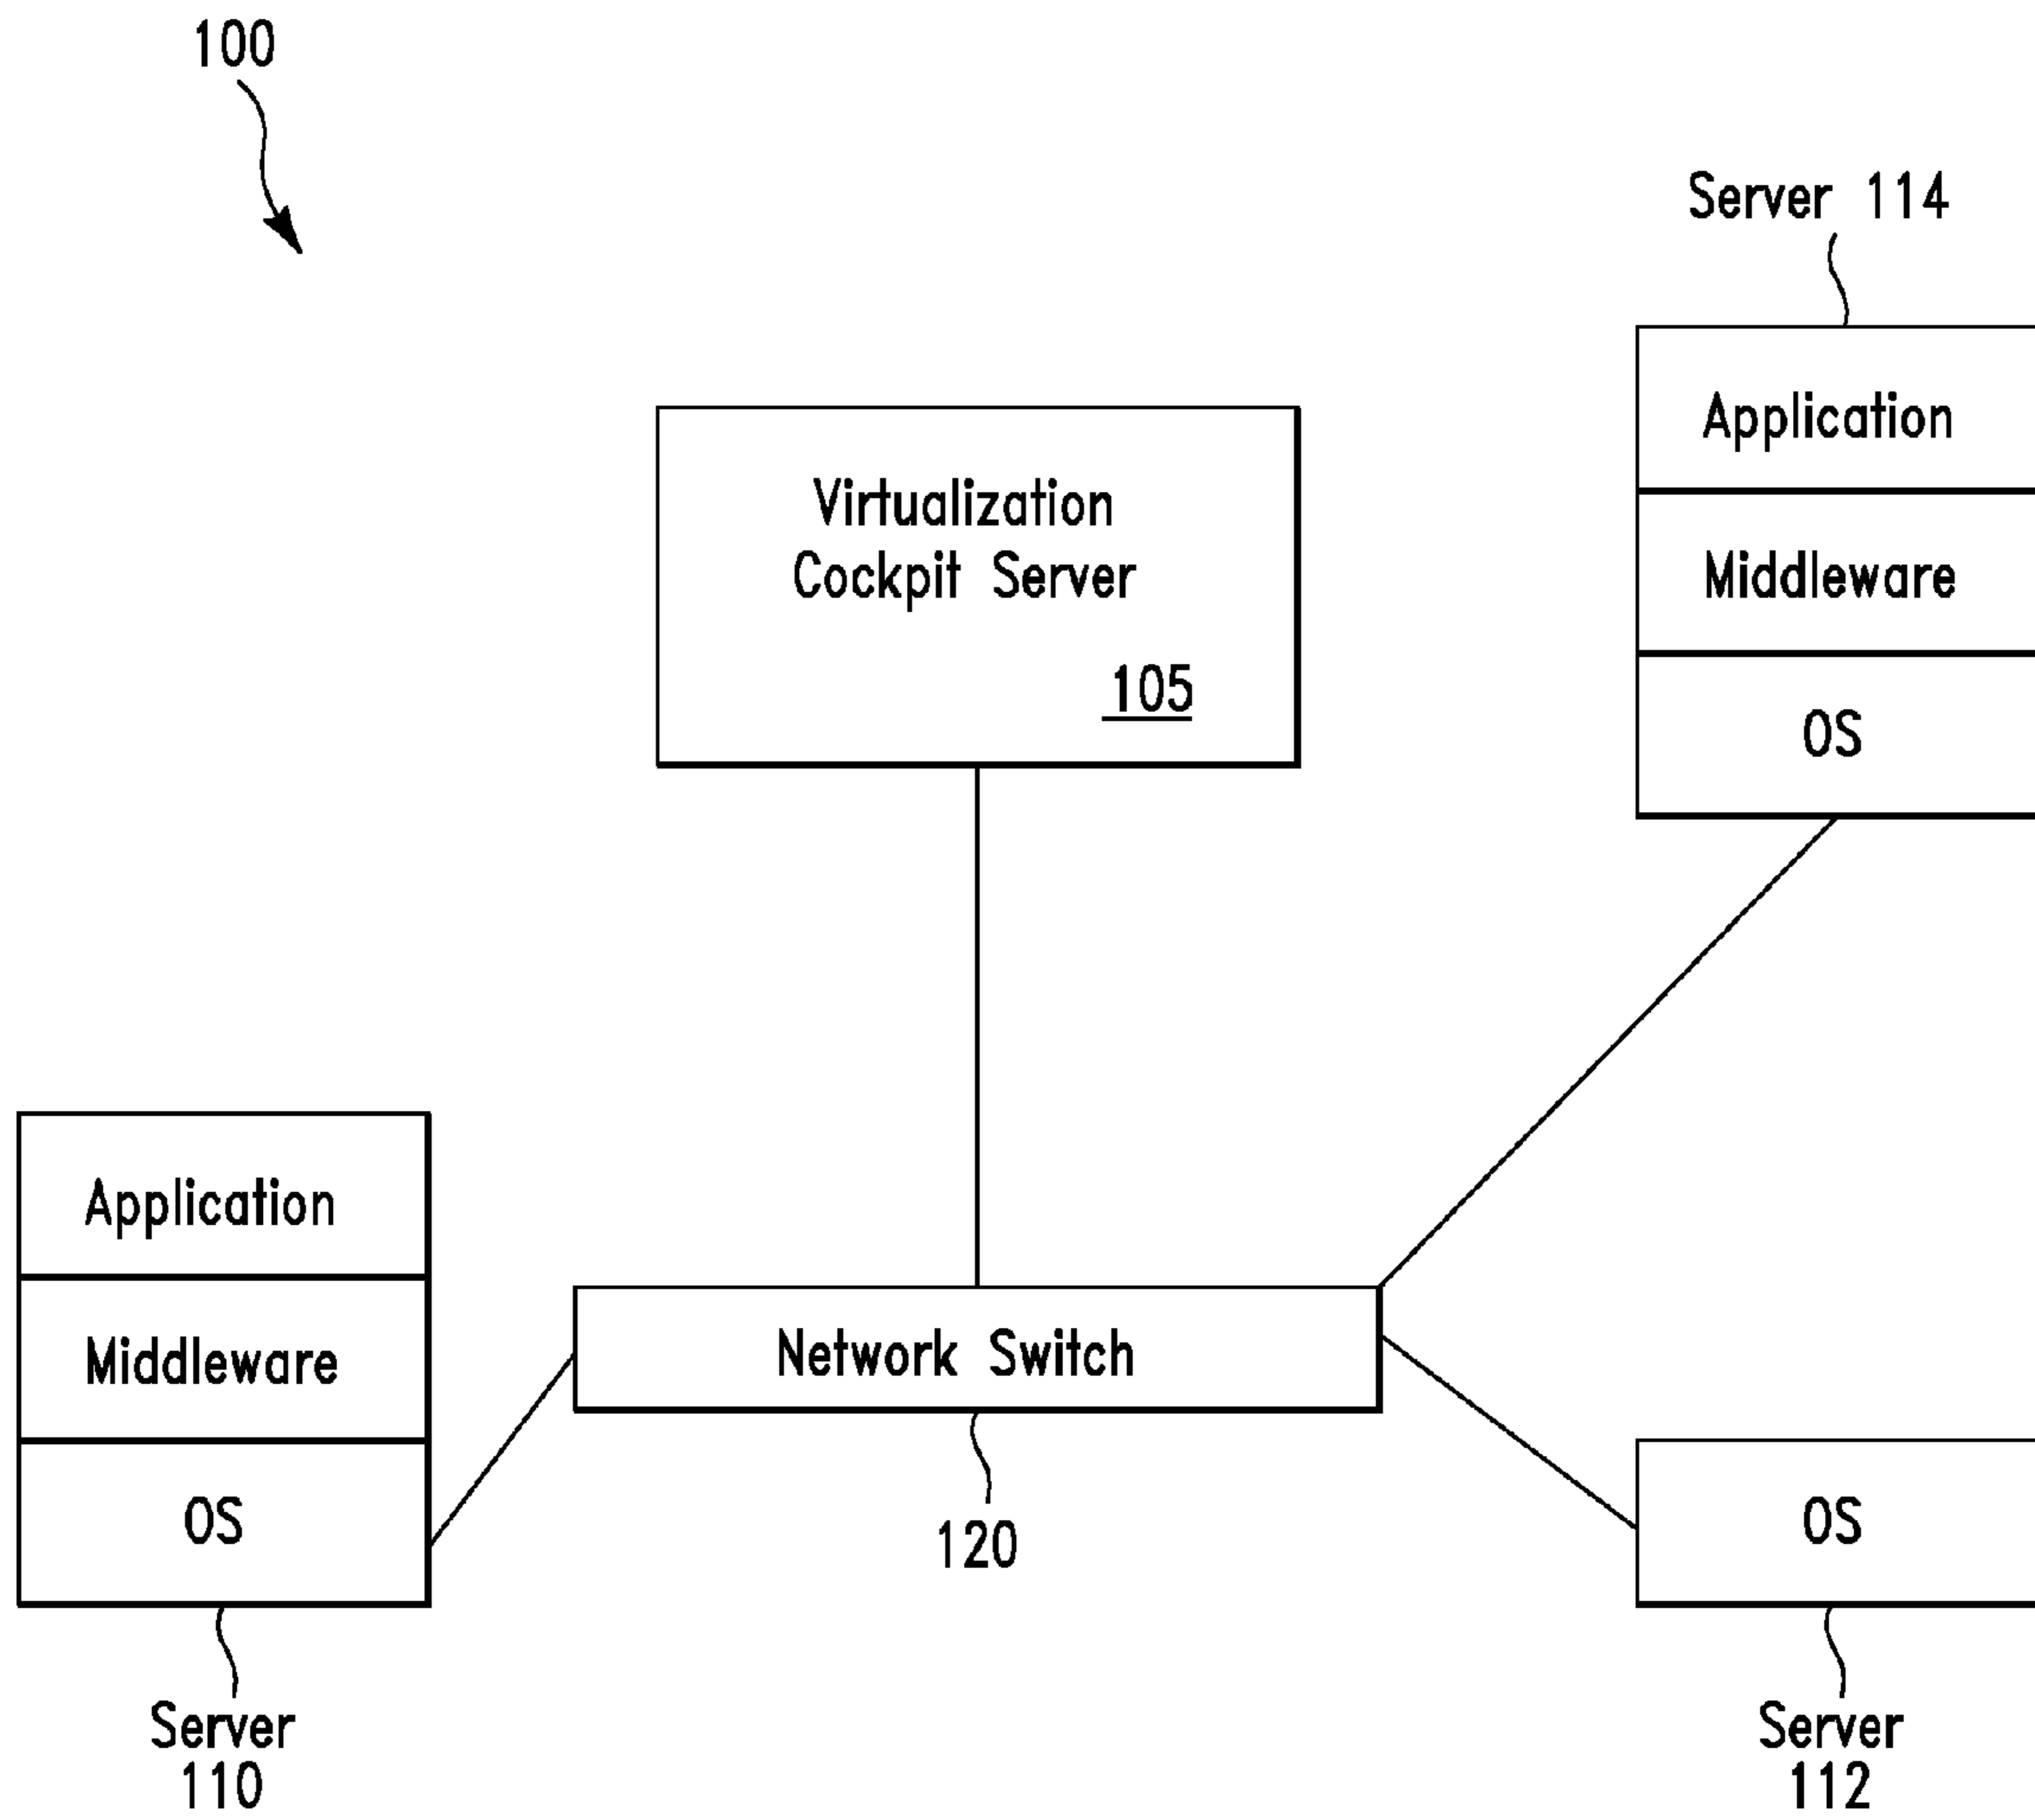 100
Server 114
Application
Middleware
OS
Virtualization
Cockpit Server
105
Application
Middleware
OS
Network Switch
120
OS
Server
110
Server
112